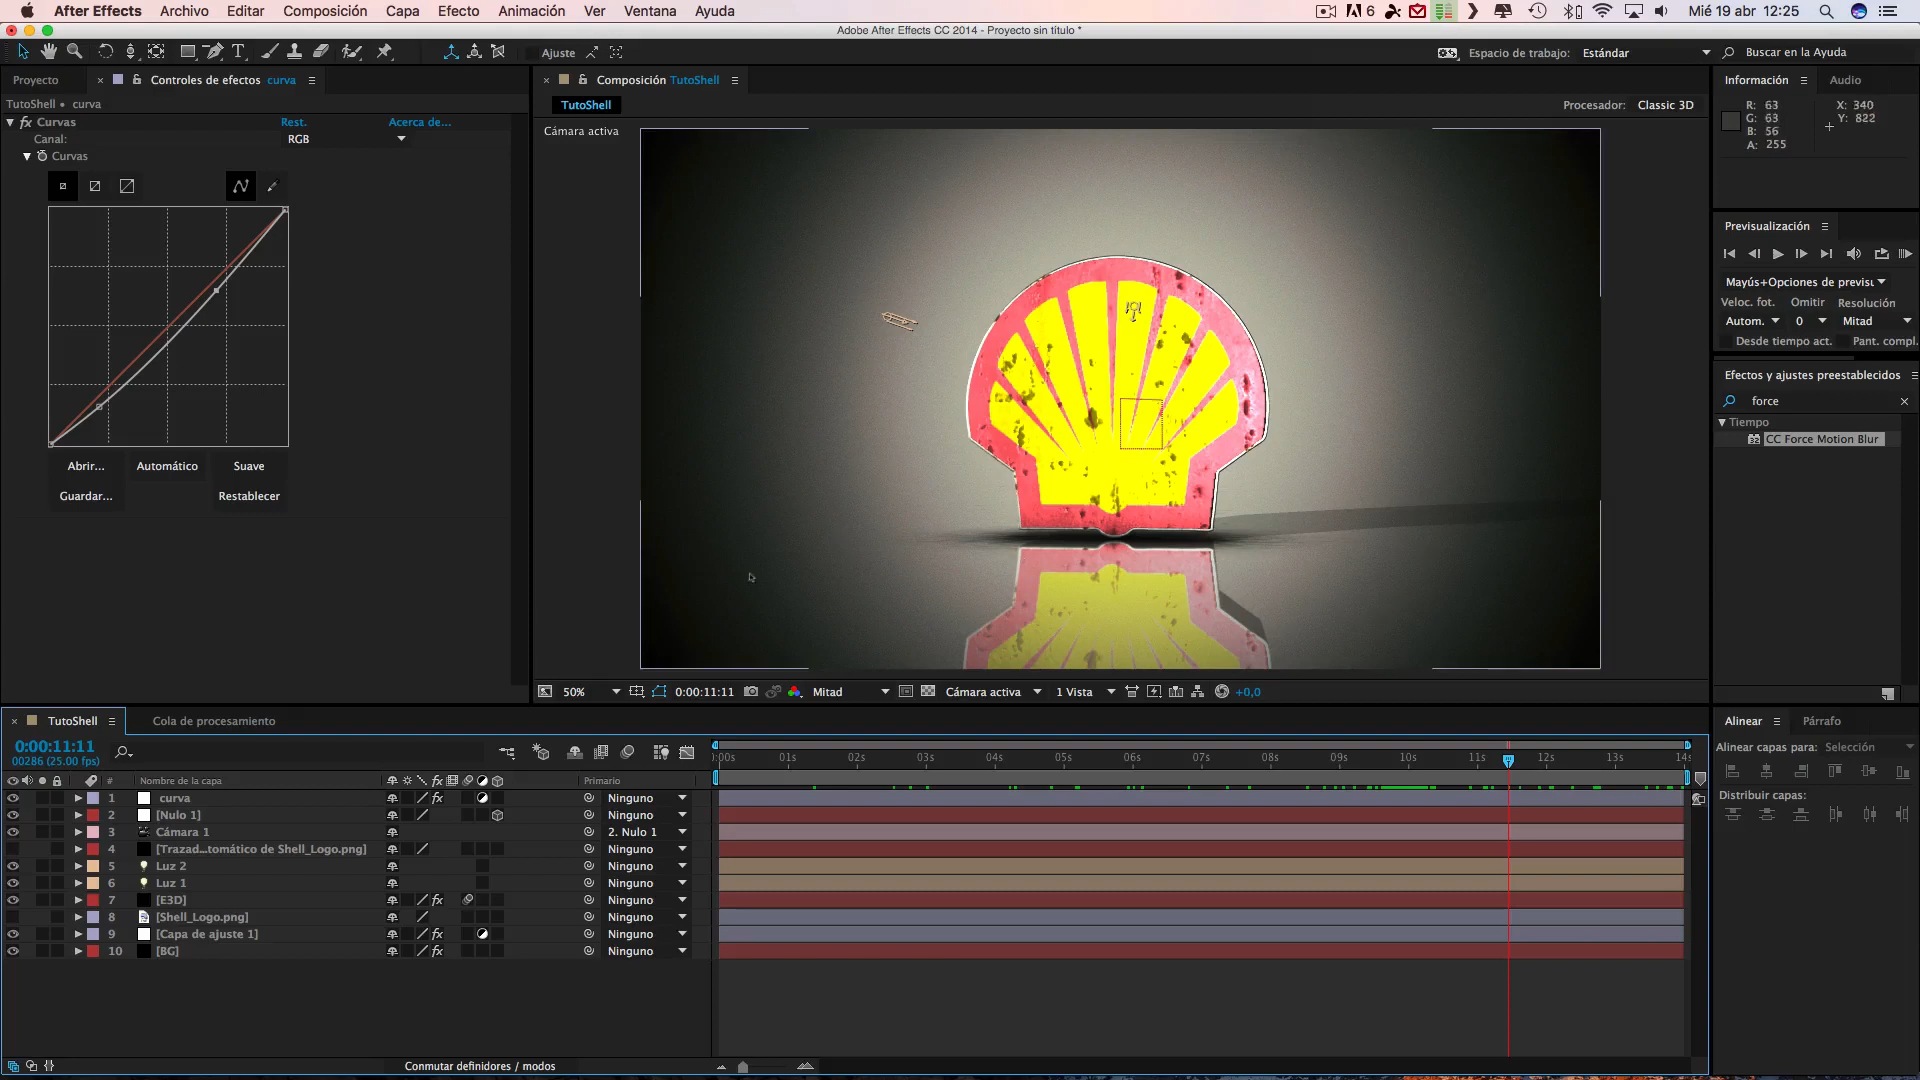 After Effects Archivo Editar Composición Capa Efecto Animación Ver Ventana Ayuda 6 Mié 19 abr 12:25
Adobe After Effects CC 2014 - Proyecto sin título *
Ajuste Espacio de trabajo: Estándar Buscar en la Ayuda
Proyecto Controles de efectos curva
TutoShell • curva
fx Curvas Rest. Acerca de...
Canal: RGB
Curvas
Abrir... Automático Suave
Guardar... Restablecer
Composición TutoShell
TutoShell Procesador: Classic 3D
Cámara activa
50% 0:00:11:11 Mitad Cámara activa 1 Vista +0,0
Información Audio
R: 63 X: 340
G: 63 Y: 822
B: 56
A: 255
Previsualización
Mayús+Opciones de previsu
Veloc. fot. Omitir Resolución
Autom. 0 Mitad
Desde tiempo act. Pant. compl.
Efectos y ajustes preestablecidos
force
Tiempo
CC Force Motion Blur
TutoShell Cola de procesamiento
0:00:11:11
00286 (25.00 fps)
# Nombre de la capa fx Primario
:00s 01s 02s 03s 04s 05s 06s 07s 08s 09s 10s 11s 12s 13s 14s
1 curva fx Ninguno
2 [Nulo 1] Ninguno
3 Cámara 1 2. Nulo 1
4 [Trazad...tomático de Shell_Logo.png] Ninguno
5 Luz 2 Ninguno
6 Luz 1 Ninguno
7 [E3D] fx Ninguno
8 [Shell_Logo.png] Ninguno
9 [Capa de ajuste 1] fx Ninguno
10 [BG] fx Ninguno
Conmutar definidores / modos
Alinear Párrafo
Alinear capas para: Selección
Distribuir capas: